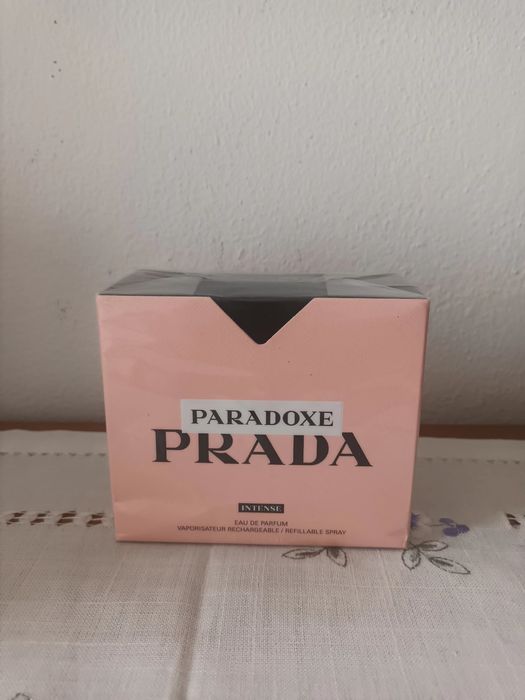 PARADOXE
PRADA
INTENSE
EAU DE PARFUM
VAPORISATEUR RECHARGEABLE / REFILLABLE SPRAY